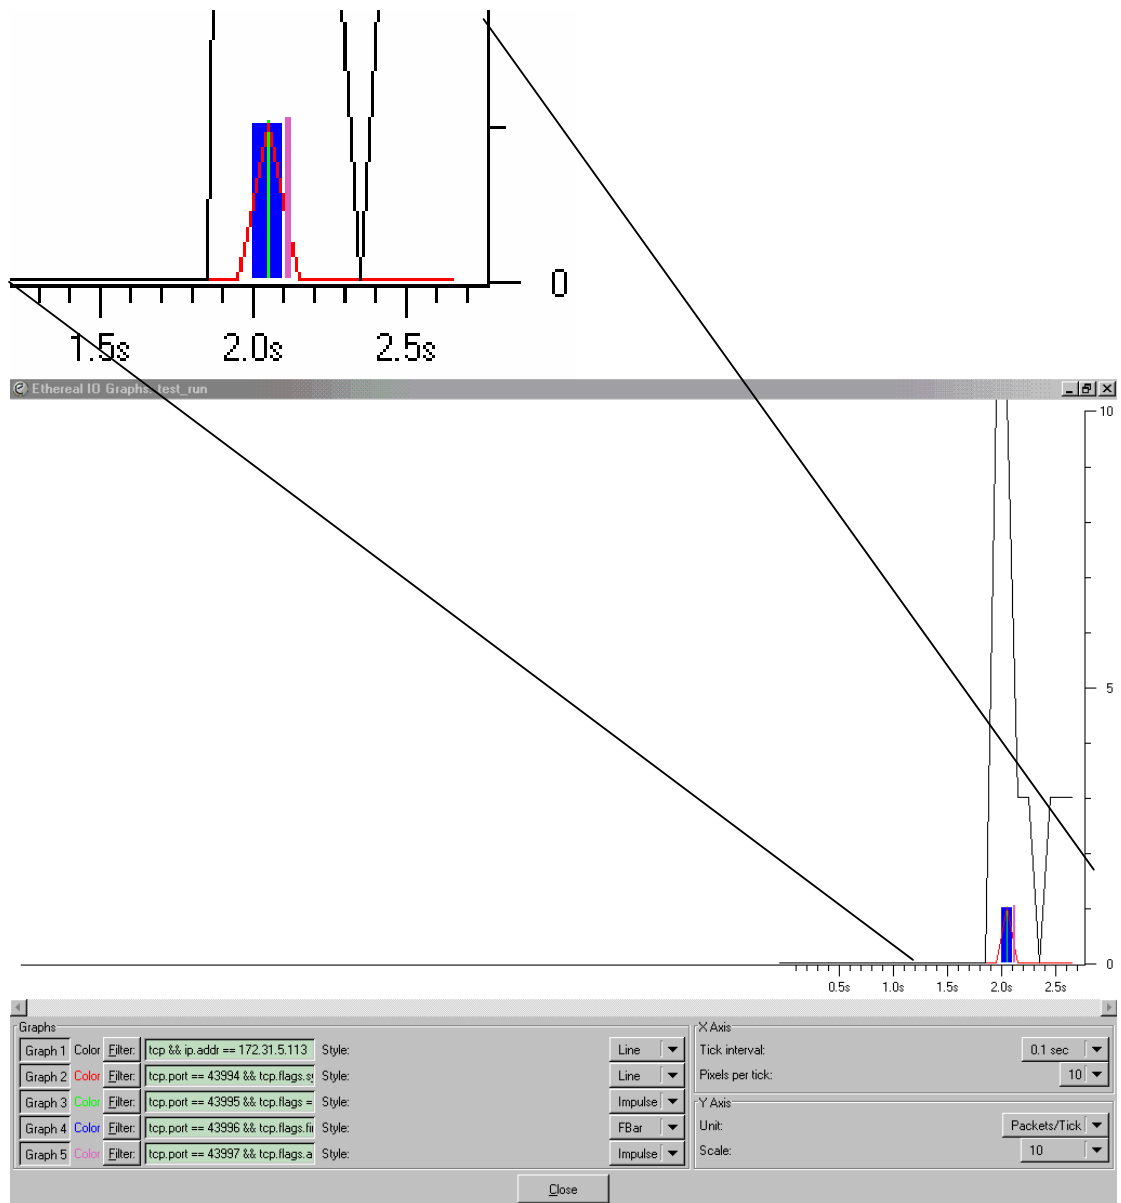 0
1.5s 2.0s 2.5s
Ethereal IO Graphs: test_run
10
5
0
0.5s 1.0s 1.5s 2.0s 2.5s
Graphs
Graph 1 Color Filter: tcp && ip.addr == 172.31.5.113 Style: Line
Graph 2 Color Filter: tcp.port == 43994 && tcp.flags.s Style: Line
Graph 3 Color Filter: tcp.port == 43995 && tcp.flags = Style: Impulse
Graph 4 Color Filter: tcp.port == 43996 && tcp.flags.fi Style: FBar
Graph 5 Color Filter: tcp.port == 43997 && tcp.flags.a Style: Impulse
X Axis
Tick interval: 0.1 sec
Pixels per tick: 10
Y Axis
Unit: Packets/Tick
Scale: 10
Close